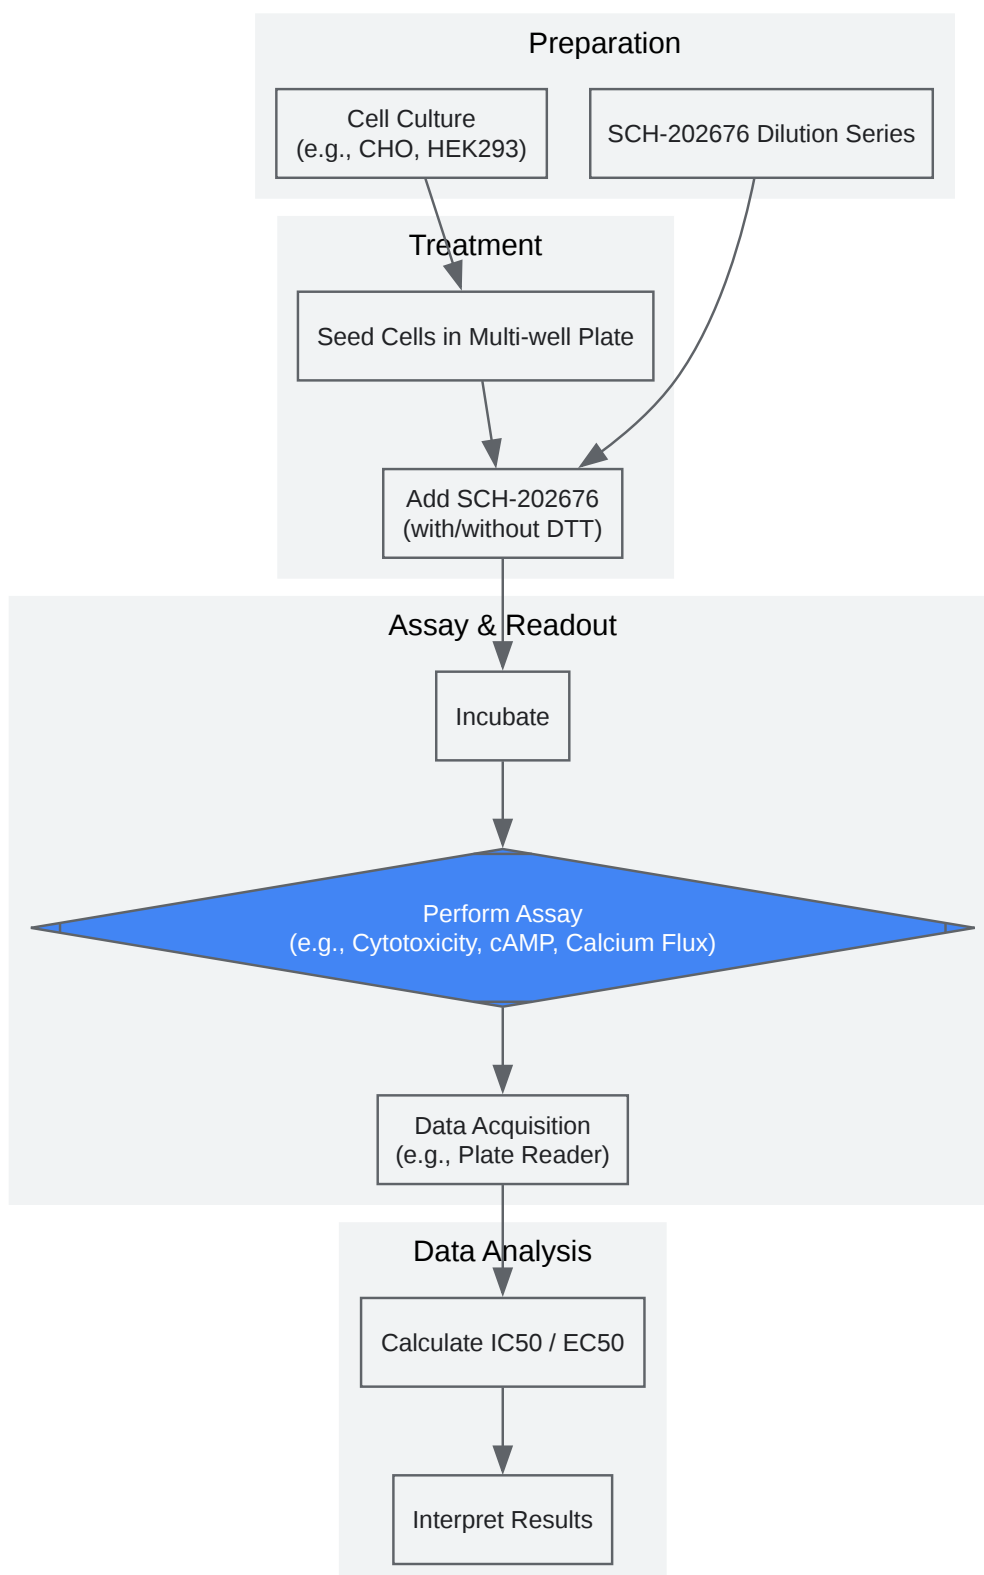 Preparation
Cell Culture
(e.g., CHO, HEK293)
SCH-202676 Dilution Series
Treatment
Seed Cells in Multi-well Plate
Add SCH-202676
(with/without DTT)
Assay & Readout
Incubate
Perform Assay
(e.g., Cytotoxicity, cAMP, Calcium Flux)
Data Acquisition
(e.g., Plate Reader)
Data Analysis
Calculate IC50 / EC50
Interpret Results